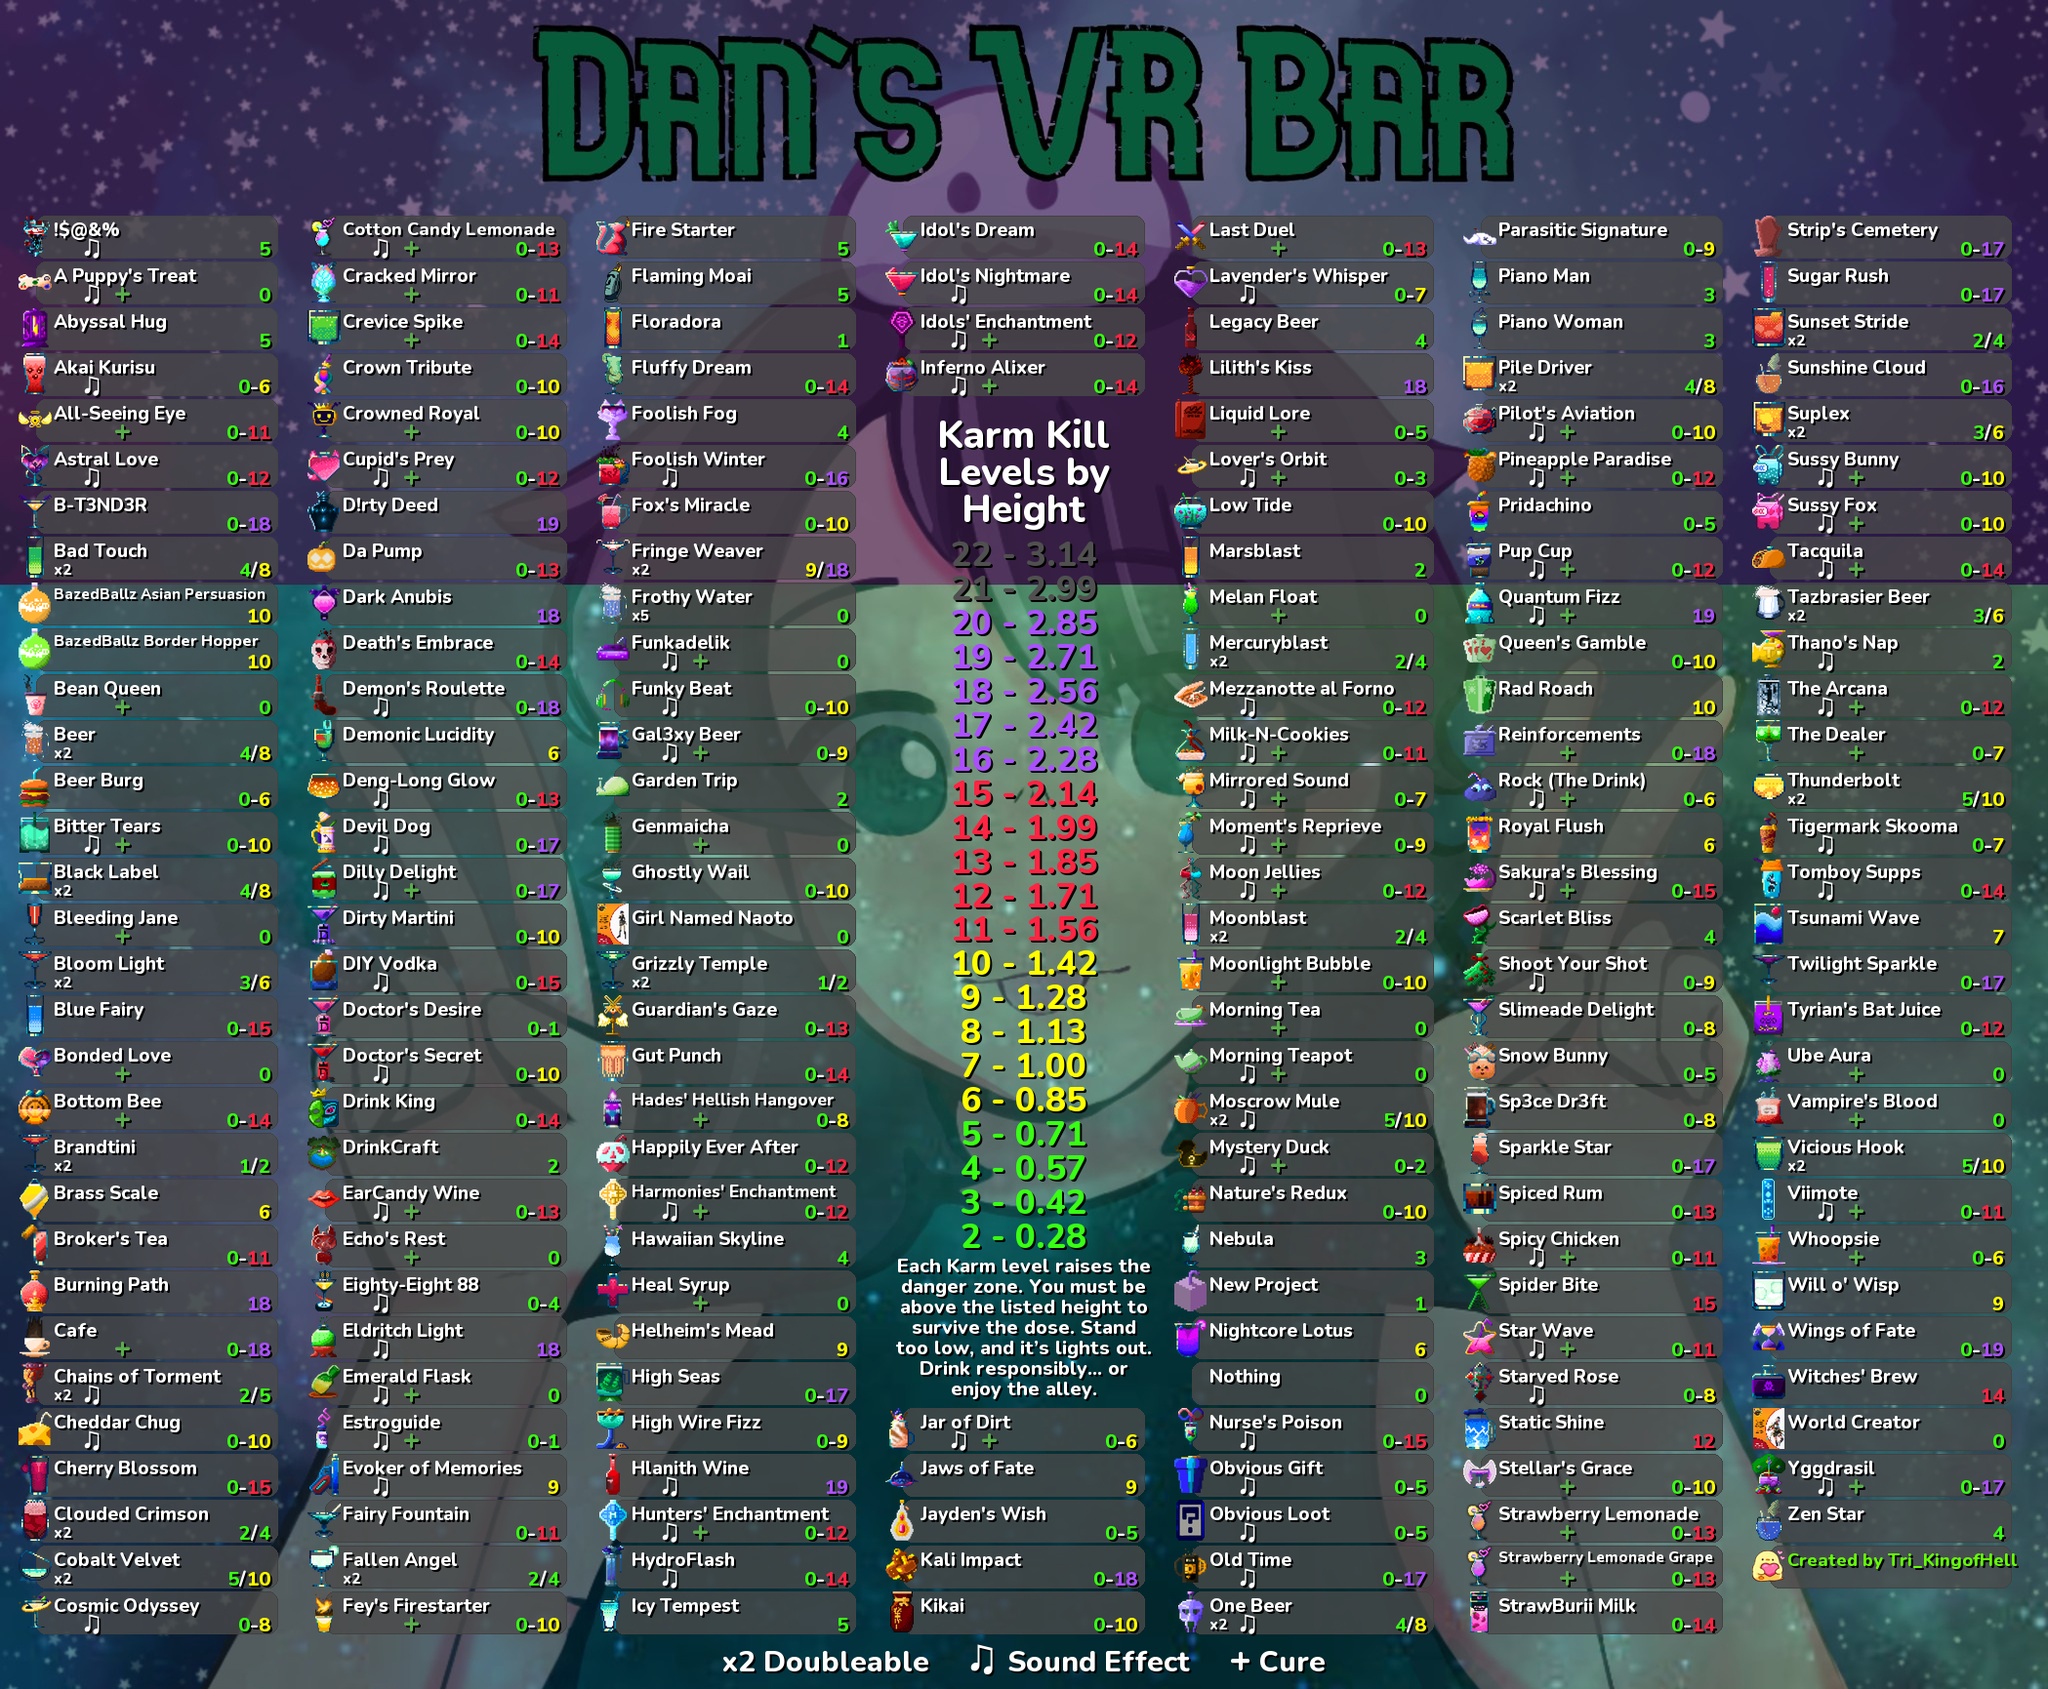 DAN'S VR BAR
!$@&%
♫ 5
A Puppy's Treat
♫ + 0
Abyssal Hug
5
Akai Kurisu
♫ 0-6
All-Seeing Eye
+ 0-11
Astral Love
♫ 0-12
B-T3ND3R
0-18
Bad Touch
x2 4/8
BazedBallz Asian Persuasion
10
BazedBallz Border Hopper
10
Bean Queen
+ 0
Beer
x2 4/8
Beer Burg
0-6
Bitter Tears
♫ + 0-10
Black Label
x2 4/8
Bleeding Jane
+ 0
Bloom Light
x2 3/6
Blue Fairy
0-15
Bonded Love
+ 0
Bottom Bee
+ 0-14
Brandtini
x2 1/2
Brass Scale
6
Broker's Tea
0-11
Burning Path
18
Cafe
+ 0-18
Chains of Torment
x2 ♫ 2/5
Cheddar Chug
♫ 0-10
Cherry Blossom
0-15
Clouded Crimson
x2 2/4
Cobalt Velvet
x2 5/10
Cosmic Odyssey
♫ 0-8
Cotton Candy Lemonade
♫ + 0-13
Cracked Mirror
+ 0-11
Crevice Spike
+ 0-14
Crown Tribute
0-10
Crowned Royal
+ 0-10
Cupid's Prey
♫ + 0-12
D!rty Deed
19
Da Pump
0-13
Dark Anubis
18
Death's Embrace
0-14
Demon's Roulette
♫ 0-18
Demonic Lucidity
6
Deng-Long Glow
♫ 0-13
Devil Dog
♫ 0-17
Dilly Delight
♫ + 0-17
Dirty Martini
0-10
DIY Vodka
♫ 0-15
Doctor's Desire
0-1
Doctor's Secret
♫ 0-10
Drink King
0-14
DrinkCraft
2
EarCandy Wine
♫ + 0-13
Echo's Rest
+ 0
Eighty-Eight 88
♫ 0-4
Eldritch Light
♫ 18
Emerald Flask
♫ + 0
Estroguide
♫ + 0-1
Evoker of Memories
♫ 9
Fairy Fountain
0-11
Fallen Angel
x2 2/4
Fey's Firestarter
+ 0-10
Fire Starter
5
Flaming Moai
5
Floradora
1
Fluffy Dream
0-14
Foolish Fog
4
Foolish Winter
♫ 0-16
Fox's Miracle
0-10
Fringe Weaver
x2 9/18
Frothy Water
x5 0
Funkadelik
♫ + 0
Funky Beat
♫ 0-10
Gal3xy Beer
♫ + 0-9
Garden Trip
2
Genmaicha
+ 0
Ghostly Wail
0-10
Girl Named Naoto
0
Grizzly Temple
x2 1/2
Guardian's Gaze
0-13
Gut Punch
0-14
Hades' Hellish Hangover
+ 0-8
Happily Ever After
0-12
Harmonies' Enchantment
♫ + 0-12
Hawaiian Skyline
4
Heal Syrup
+ 0
Helheim's Mead
9
High Seas
0-17
High Wire Fizz
0-9
Hlanith Wine
♫ 19
Hunters' Enchantment
♫ + 0-12
HydroFlash
♫ 0-14
Icy Tempest
5
Idol's Dream
0-14
Idol's Nightmare
♫ 0-14
Idols' Enchantment
♫ + 0-12
Inferno Alixer
♫ + 0-14
Karm Kill
Levels by
Height
22 - 3.14
21 - 2.99
20 - 2.85
19 - 2.71
18 - 2.56
17 - 2.42
16 - 2.28
15 - 2.14
14 - 1.99
13 - 1.85
12 - 1.71
11 - 1.56
10 - 1.42
9 - 1.28
8 - 1.13
7 - 1.00
6 - 0.85
5 - 0.71
4 - 0.57
3 - 0.42
2 - 0.28
Each Karm level raises the
danger zone. You must be
above the listed height to
survive the dose. Stand
too low, and it's lights out.
Drink responsibly... or
enjoy the alley.
Jar of Dirt
♫ + 0-6
Jaws of Fate
9
Jayden's Wish
0-5
Kali Impact
0-18
Kikai
0-10
Last Duel
+ 0-13
Lavender's Whisper
♫ 0-7
Legacy Beer
4
Lilith's Kiss
18
Liquid Lore
+ 0-5
Lover's Orbit
♫ + 0-3
Low Tide
0-10
Marsblast
2
Melan Float
+ 0
Mercuryblast
x2 2/4
Mezzanotte al Forno
♫ 0-12
Milk-N-Cookies
♫ + 0-11
Mirrored Sound
♫ + 0-7
Moment's Reprieve
♫ + 0-9
Moon Jellies
♫ + 0-12
Moonblast
x2 2/4
Moonlight Bubble
+ 0-10
Morning Tea
+ 0
Morning Teapot
♫ + 0
Moscrow Mule
x2 ♫ 5/10
Mystery Duck
♫ + 0-2
Nature's Redux
0-10
Nebula
3
New Project
1
Nightcore Lotus
6
Nothing
0
Nurse's Poison
♫ 0-15
Obvious Gift
♫ 0-5
Obvious Loot
♫ 0-5
Old Time
♫ 0-17
One Beer
x2 ♫ 4/8
Parasitic Signature
0-9
Piano Man
3
Piano Woman
3
Pile Driver
x2 4/8
Pilot's Aviation
♫ + 0-10
Pineapple Paradise
♫ + 0-12
Pridachino
0-5
Pup Cup
♫ + 0-12
Quantum Fizz
♫ + 19
Queen's Gamble
0-10
Rad Roach
10
Reinforcements
+ 0-18
Rock (The Drink)
♫ + 0-6
Royal Flush
6
Sakura's Blessing
♫ + 0-15
Scarlet Bliss
4
Shoot Your Shot
♫ 0-9
Slimeade Delight
0-8
Snow Bunny
0-5
Sp3ce Dr3ft
0-8
Sparkle Star
0-17
Spiced Rum
0-13
Spicy Chicken
♫ + 0-11
Spider Bite
15
Star Wave
♫ + 0-11
Starved Rose
♫ 0-8
Static Shine
12
Stellar's Grace
+ 0-10
Strawberry Lemonade
+ 0-13
Strawberry Lemonade Grape
+ 0-13
StrawBurii Milk
0-14
Strip's Cemetery
0-17
Sugar Rush
0-17
Sunset Stride
x2 2/4
Sunshine Cloud
0-16
Suplex
x2 3/6
Sussy Bunny
+ 0-10
Sussy Fox
♫ + 0-10
Tacquila
♫ + 0-14
Tazbrasier Beer
x2 3/6
Thano's Nap
♫ 2
The Arcana
♫ + 0-12
The Dealer
+ 0-7
Thunderbolt
x2 5/10
Tigermark Skooma
♫ 0-7
Tomboy Supps
♫ 0-14
Tsunami Wave
7
Twilight Sparkle
0-17
Tyrian's Bat Juice
0-12
Ube Aura
+ 0
Vampire's Blood
+ 0
Vicious Hook
x2 5/10
Viimote
♫ + 0-11
Whoopsie
+ 0-6
Will o' Wisp
9
Wings of Fate
0-19
Witches' Brew
14
World Creator
0
Yggdrasil
♫ + 0-17
Zen Star
4
Created by Tri_KingofHell
x2 Doubleable ♫ Sound Effect + Cure